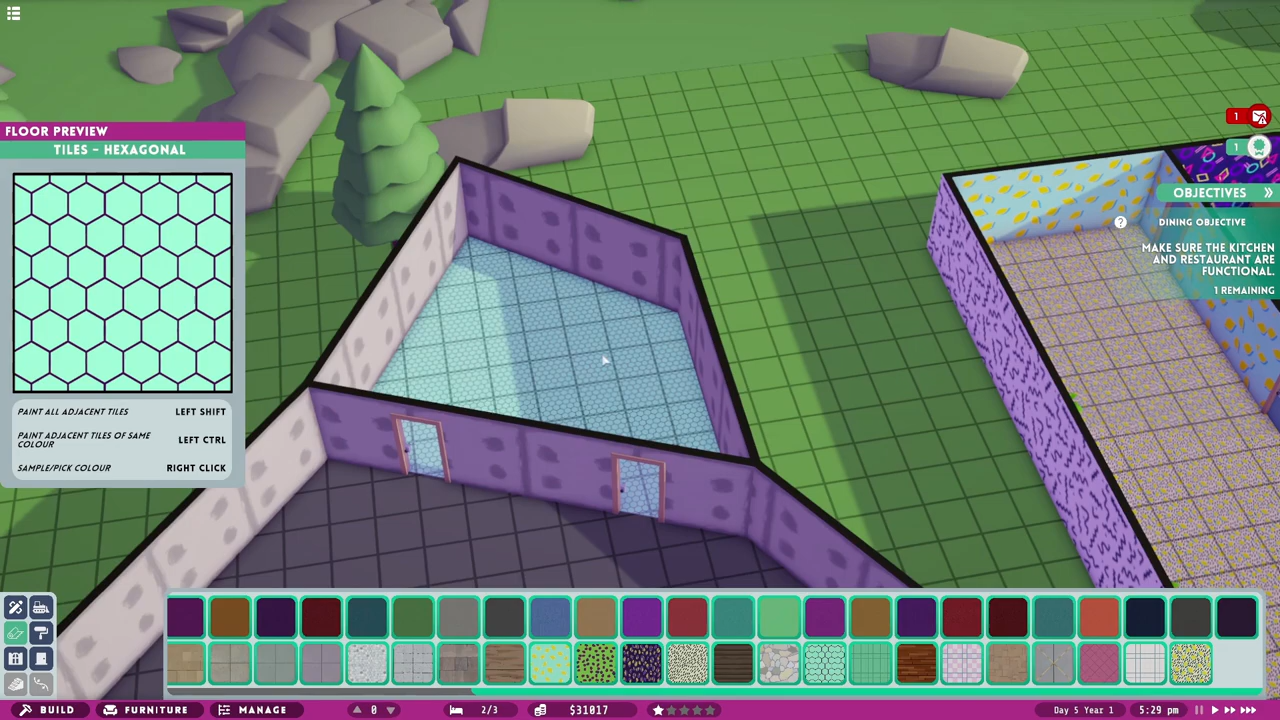 FLOOR PREVIEW
TILES - HEXAGONAL
PAINT ALL ADJACENT TILES LEFT SHIFT
PAINT ADJACENT TILES OF SAME COLOUR LEFT CTRL
SAMPLE/PICK COLOUR RIGHT CLICK
1
1
OBJECTIVES
? DINING OBJECTIVE
MAKE SURE THE KITCHEN
AND RESTAURANT ARE
FUNCTIONAL.
1 REMAINING
BUILD FURNITURE MANAGE 0 2/3 $31017 Day 5 Year 1 5:29 pm